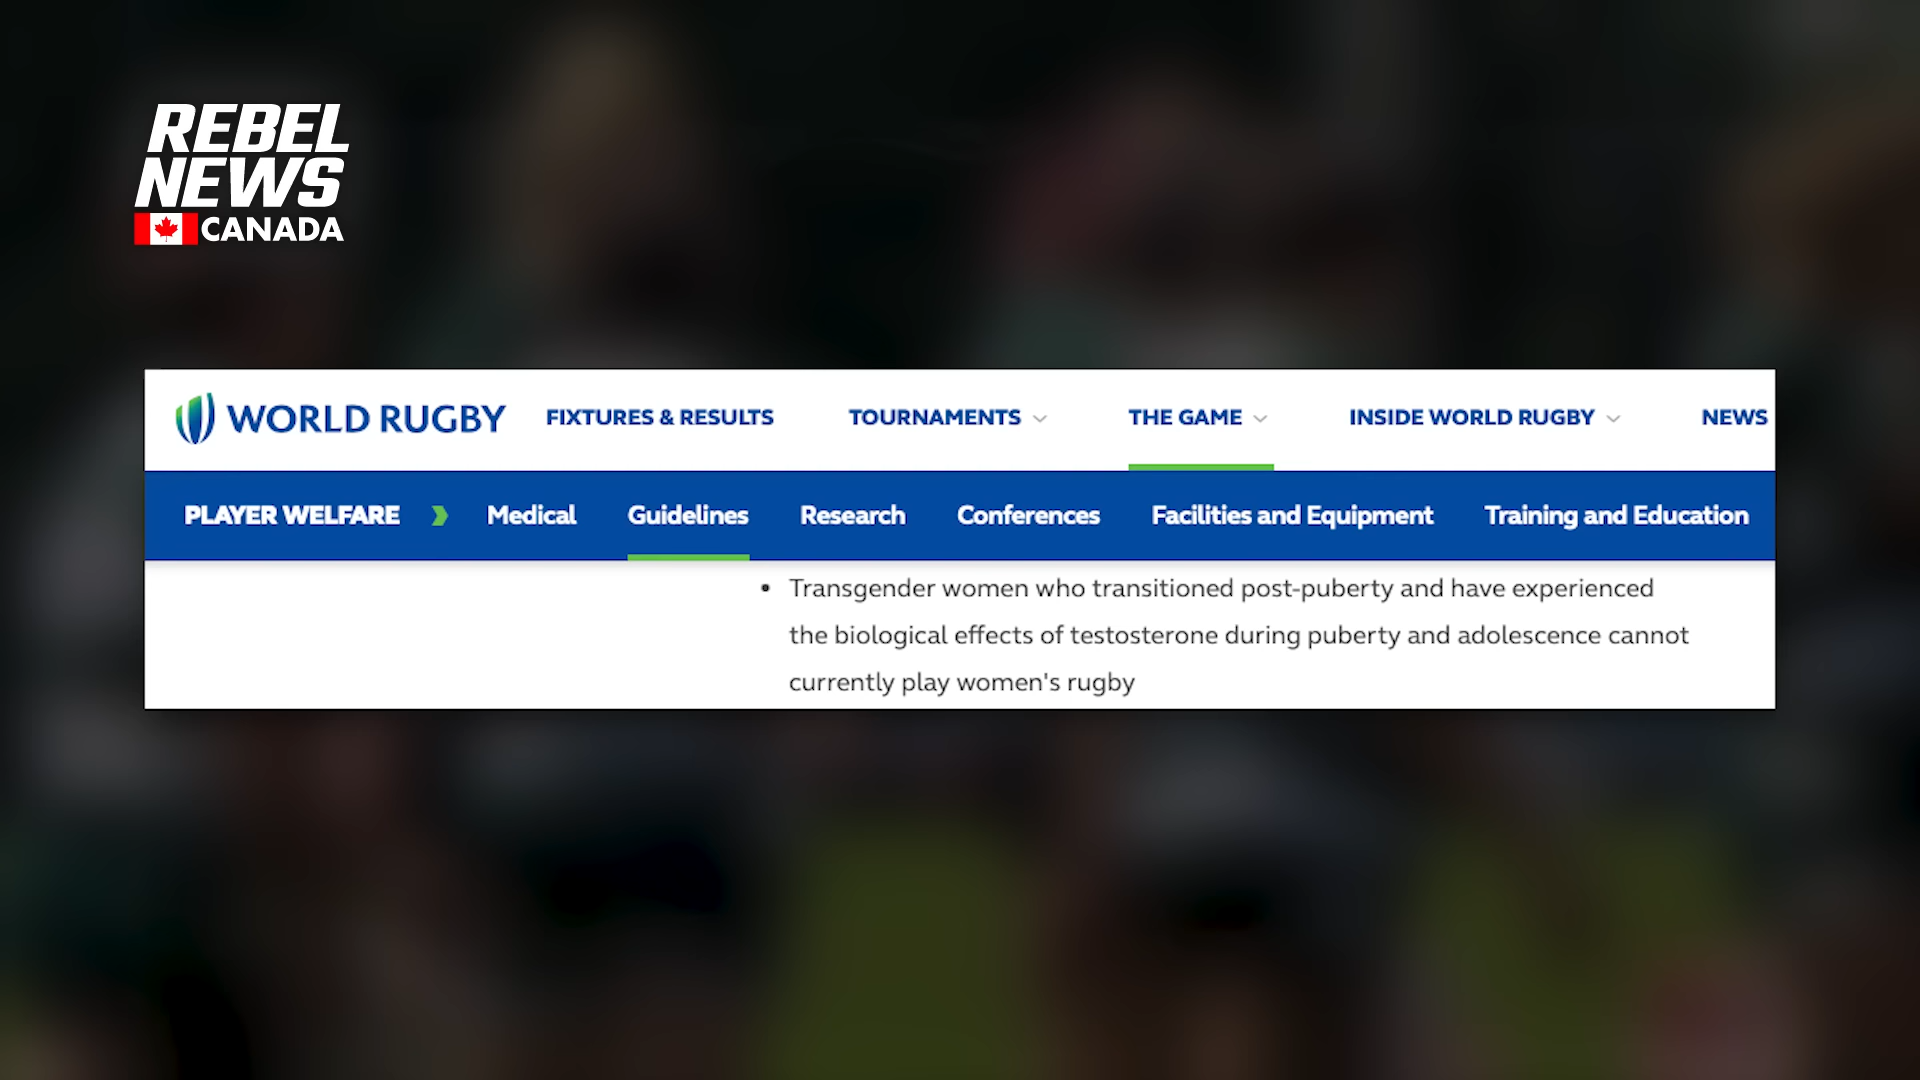 REBEL
NEWS
CANADA
WORLD RUGBY FIXTURES & RESULTS TOURNAMENTS THE GAME INSIDE WORLD RUGBY NEWS
PLAYER WELFARE Medical Guidelines Research Conferences Facilities and Equipment Training and Education
• Transgender women who transitioned post-puberty and have experienced
the biological effects of testosterone during puberty and adolescence cannot
currently play women's rugby